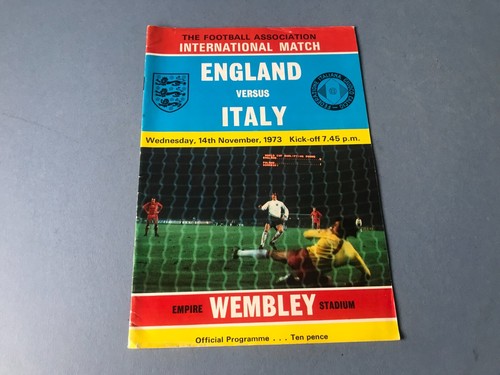 THE FOOTBALL ASSOCIATION
INTERNATIONAL MATCH
ENGLAND
VERSUS
ITALY
Wednesday, 14th November, 1973 Kick-off 7.45 p.m.
EMPIRE WEMBLEY STADIUM
Official Programme . . . Ten pence